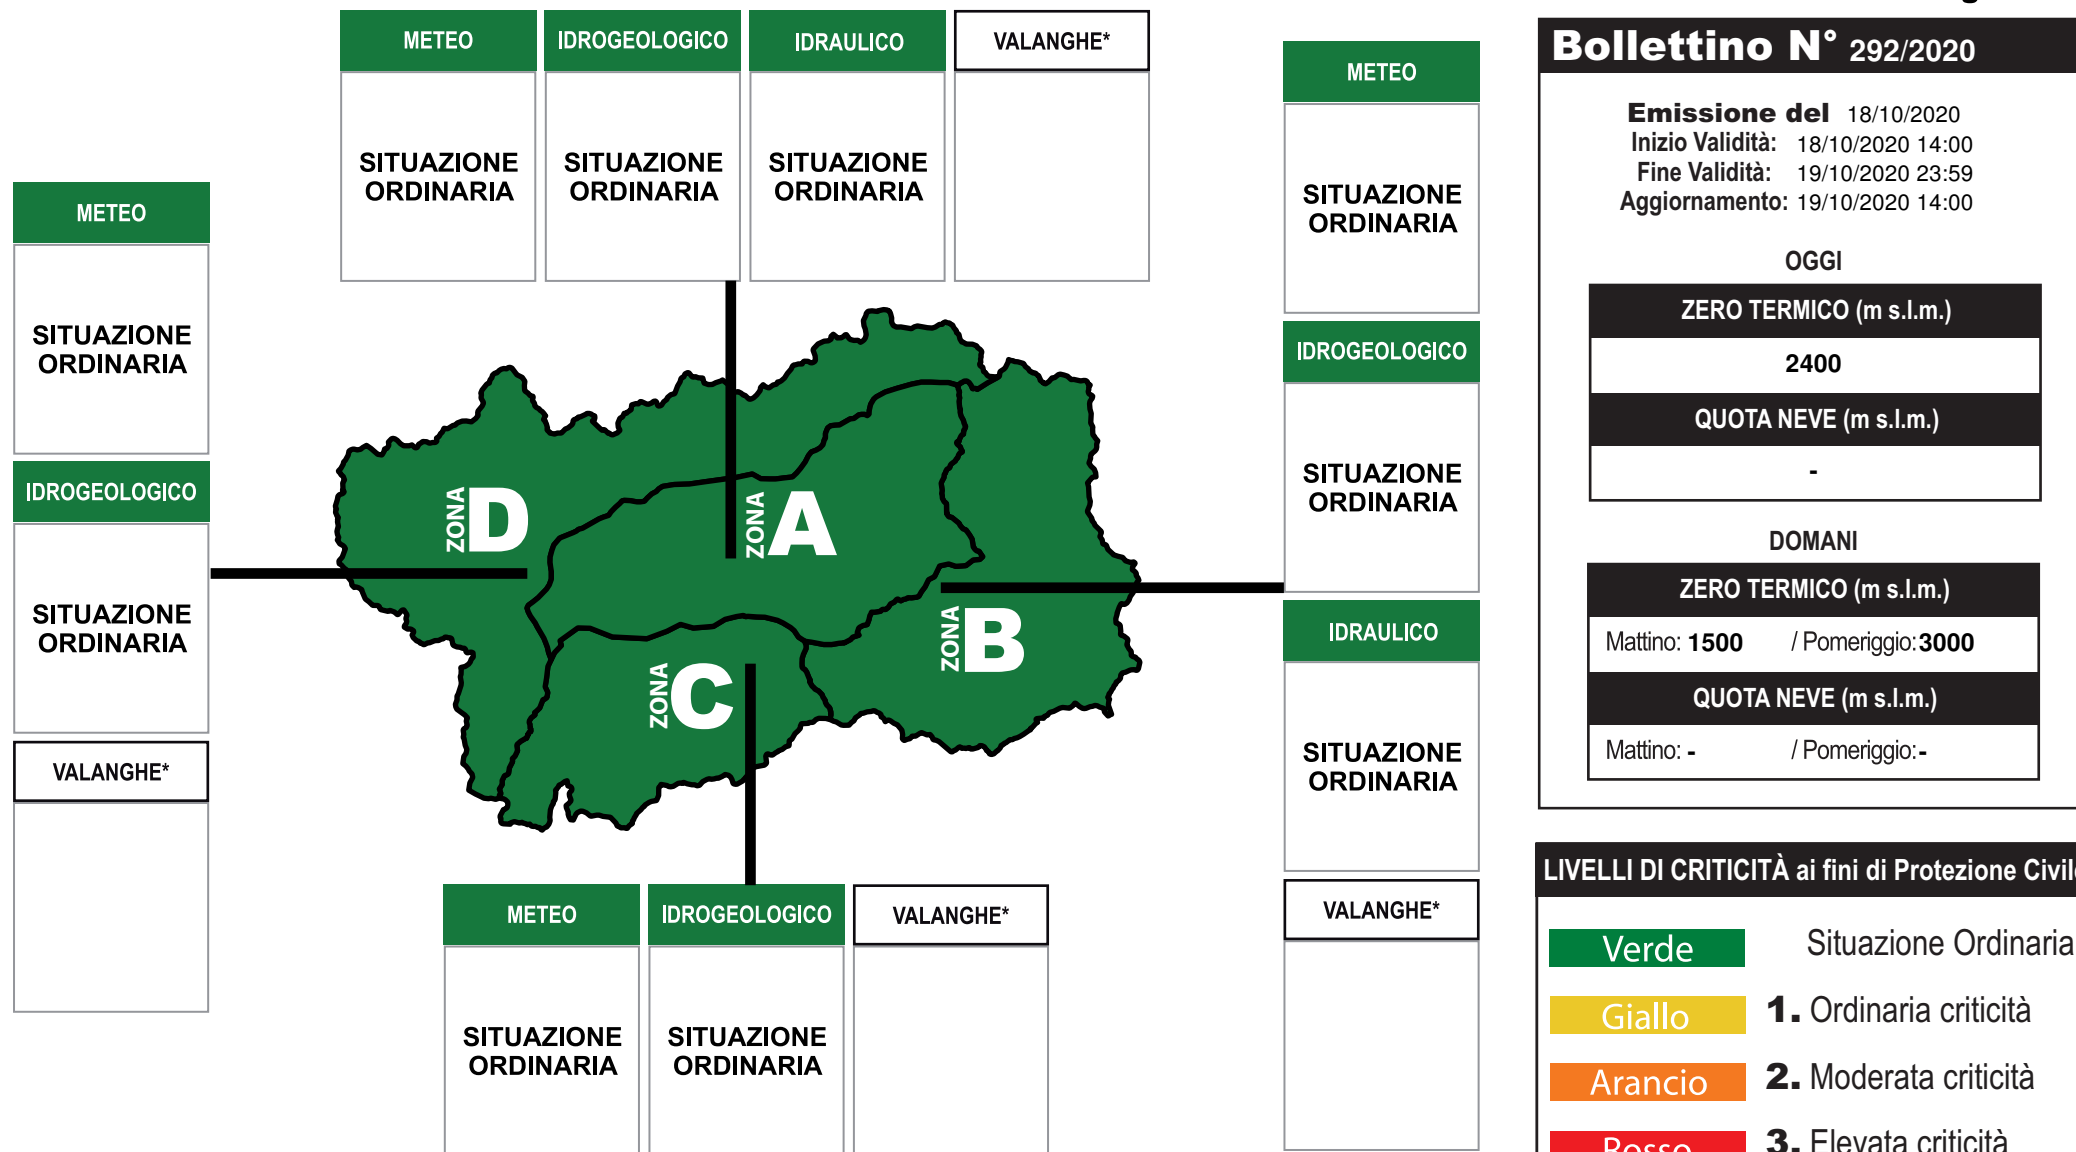 METEO IDROGEOLOGICO IDRAULICO VALANGHE*
SITUAZIONE ORDINARIA
SITUAZIONE ORDINARIA
SITUAZIONE ORDINARIA
METEO
SITUAZIONE
ORDINARIA
IDROGEOLOGICO
SITUAZIONE
ORDINARIA
VALANGHE*
ZONA D
ZONA A
ZONA B
ZONA C
METEO
SITUAZIONE
ORDINARIA
IDROGEOLOGICO
SITUAZIONE
ORDINARIA
IDRAULICO
SITUAZIONE
ORDINARIA
VALANGHE*
METEO IDROGEOLOGICO VALANGHE*
SITUAZIONE ORDINARIA
SITUAZIONE ORDINARIA
Bollettino N° 292/2020
Emissione del 18/10/2020
Inizio Validità: 18/10/2020 14:00
Fine Validità: 19/10/2020 23:59
Aggiornamento: 19/10/2020 14:00
OGGI
ZERO TERMICO (m s.l.m.)
2400
QUOTA NEVE (m s.l.m.)
-
DOMANI
ZERO TERMICO (m s.l.m.)
Mattino: 1500 / Pomeriggio: 3000
QUOTA NEVE (m s.l.m.)
Mattino: - / Pomeriggio: -
LIVELLI DI CRITICITÀ ai fini di Protezione Civile
Verde Situazione Ordinaria
Giallo 1. Ordinaria criticità
Arancio 2. Moderata criticità
Rosso 3. Elevata criticità